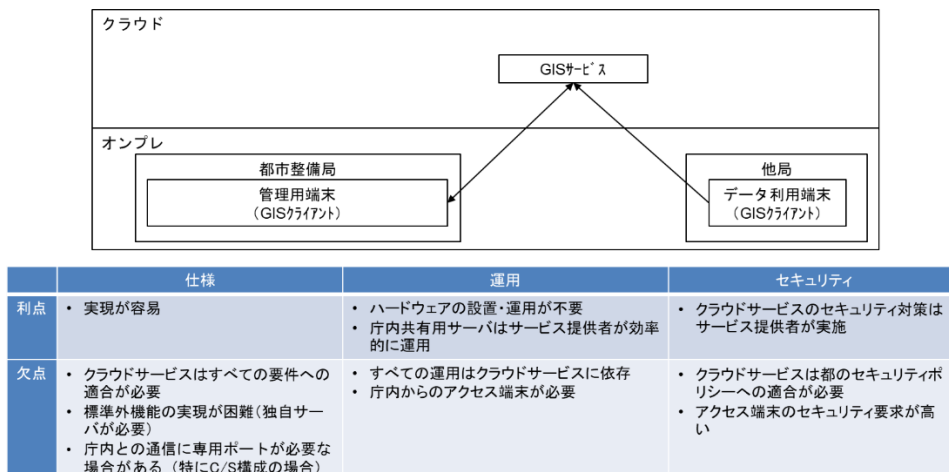 クラウド
GISサービス
オンプレ
都市整備局
管理用端末
(GISクライアント)
他局
データ利用端末
(GISクライアント)
仕様
運用
セキュリティ
利点
• 実現が容易
• ハードウェアの設置・運用が不要
• 庁内共有用サーバはサービス提供者が効率
的に運用
• クラウドサービスのセキュリティ対策は
サービス提供者が実施
欠点
• クラウドサービスはすべての要件への
適合が必要
• 標準外機能の実現が困難(独自サー
バが必要)
• 庁内との通信に専用ポートが必要な
場合がある (特にC/S構成の場合)
• すべての運用はクラウドサービスに依存
• 庁内からのアクセス端末が必要
• クラウドサービスは都のセキュリティポ
リシーへの適合が必要
• アクセス端末のセキュリティ要求が高
い